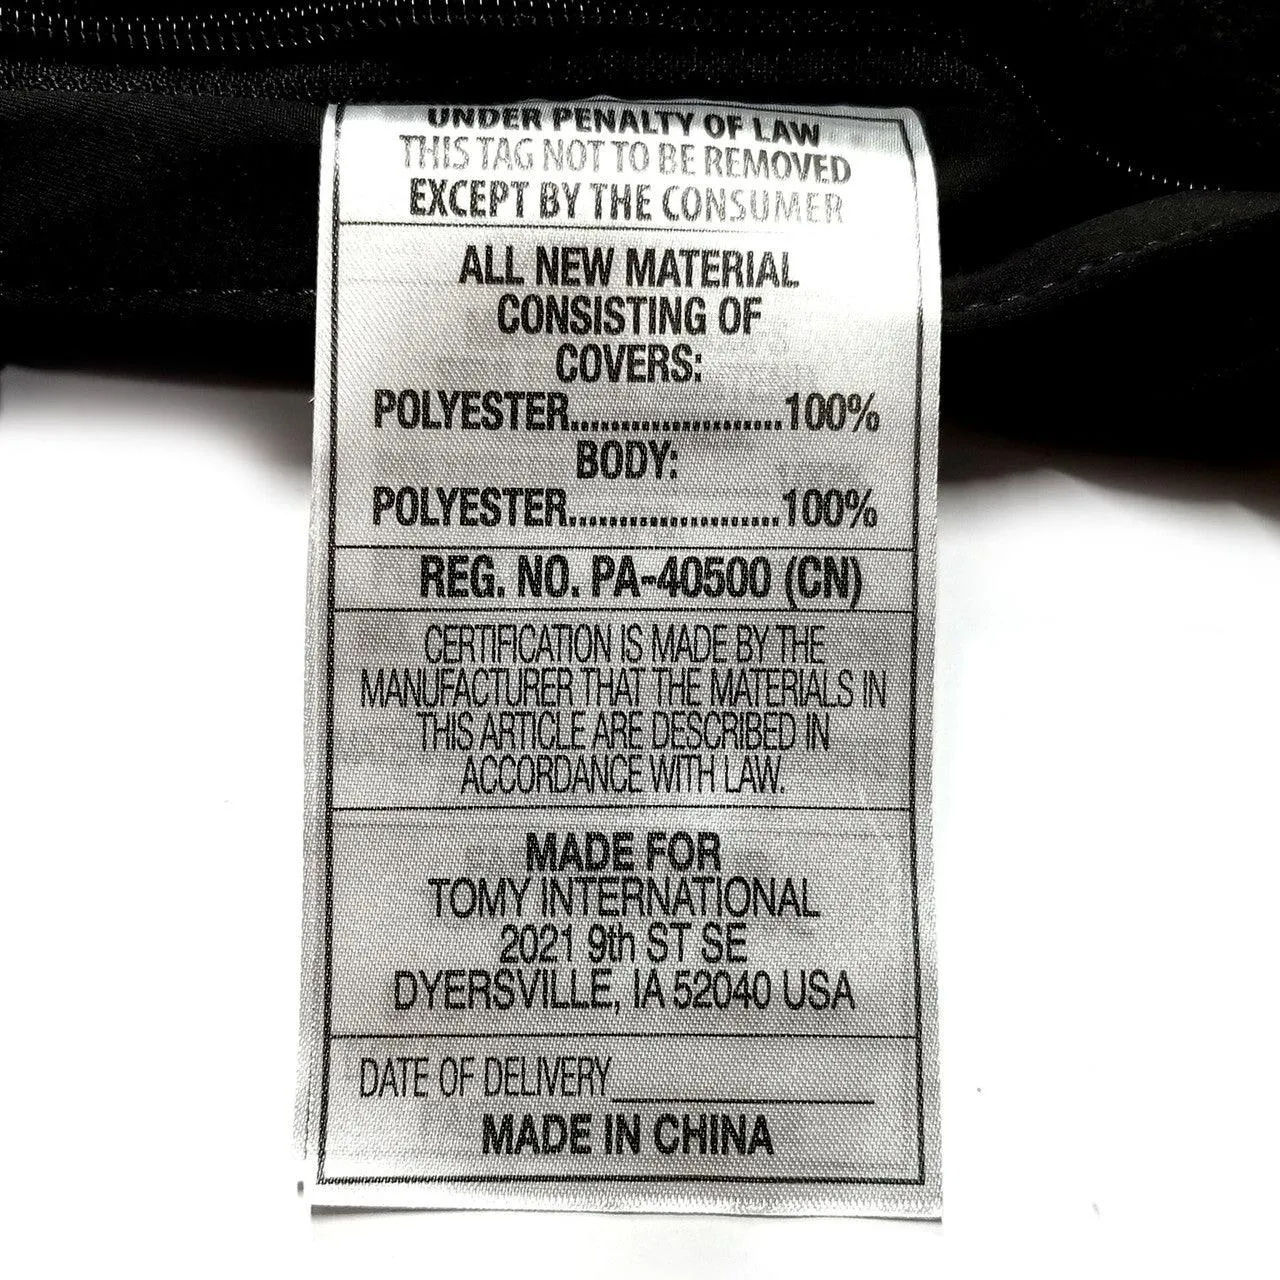 UNDER PENALTY OF LAW
THIS TAG NOT TO BE REMOVED
EXCEPT BY THE CONSUMER
ALL NEW MATERIAL
CONSISTING OF
COVERS:
POLYESTER.....................100%
BODY:
POLYESTER.....................100%
REG. NO. PA-40500 (CN)
CERTIFICATION IS MADE BY THE
MANUFACTURER THAT THE MATERIALS IN
THIS ARTICLE ARE DESCRIBED IN
ACCORDANCE WITH LAW.
MADE FOR
TOMY INTERNATIONAL
2021 9th ST SE
DYERSVILLE, IA 52040 USA
DATE OF DELIVERY_______________
MADE IN CHINA